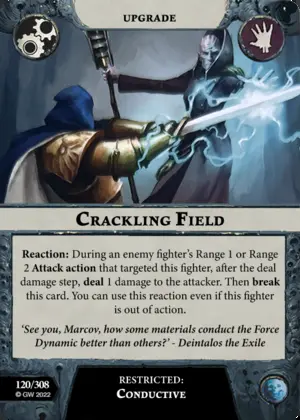 UPGRADE
CRACKLING FIELD
Reaction: During an enemy fighter's Range 1 or Range
2 Attack action that targeted this fighter, after the deal
damage step, deal 1 damage to the attacker. Then break
this card. You can use this reaction even if this fighter
is out of action.
'See you, Marcov, how some materials conduct the Force
Dynamic better than others?' - Deintalos the Exile
120/308
© GW 2022
RESTRICTED:
CONDUCTIVE